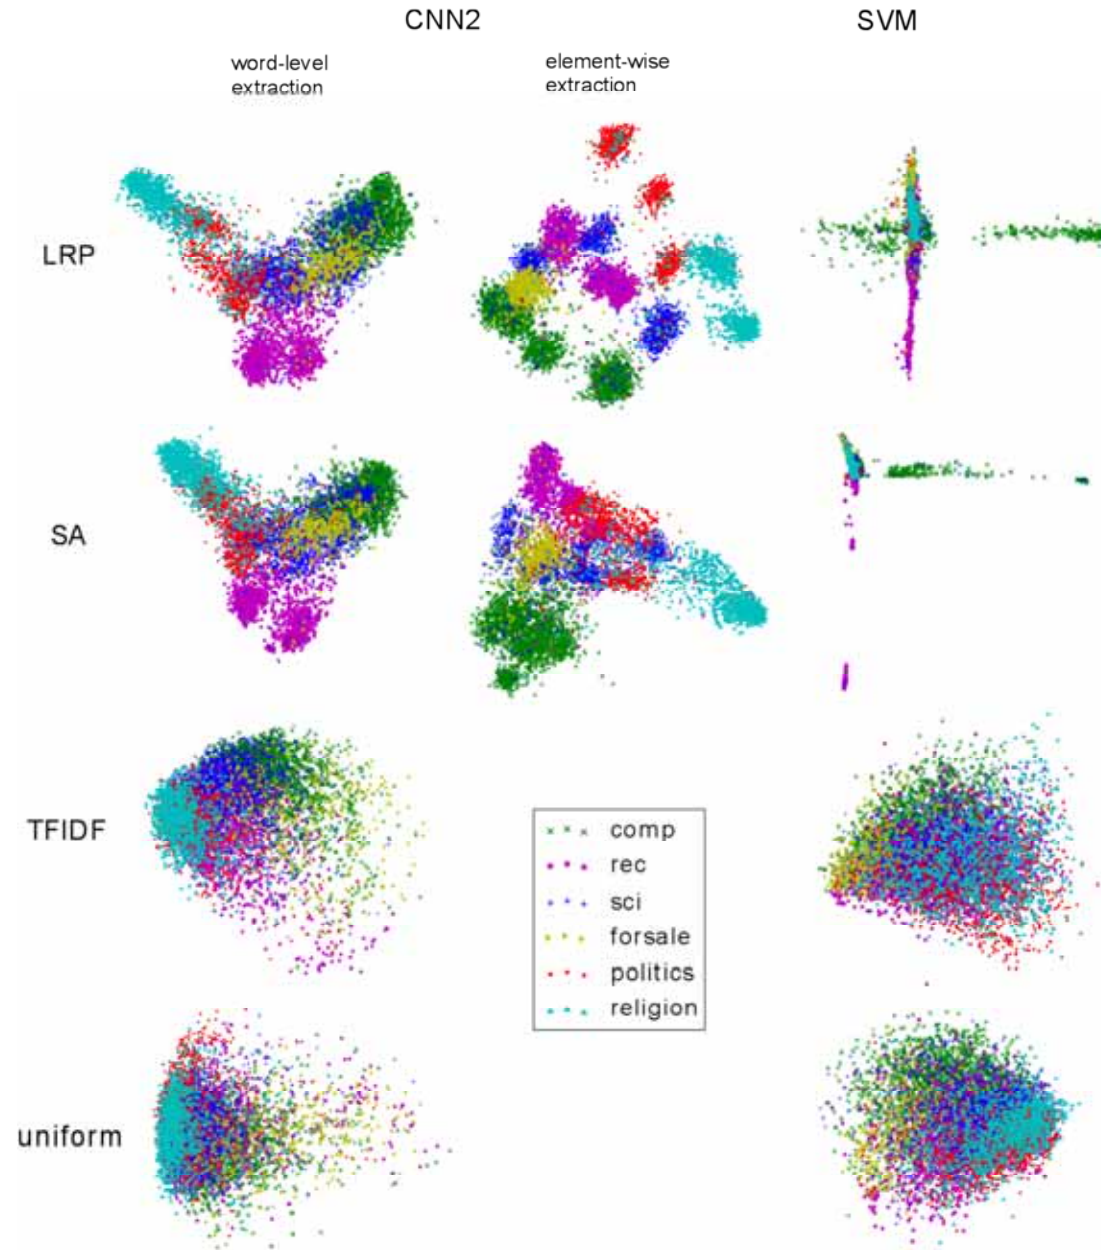 CNN2 SVM
word-level element-wise
extraction extraction
LRP
SA
TFIDF
comp
rec
sci
forsale
politics
religion
uniform